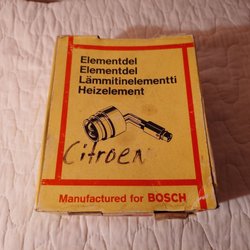 Elementdel
Elementdel
Lämmitinelementti
Heizelement
Citroen
Manufactured for BOSCH